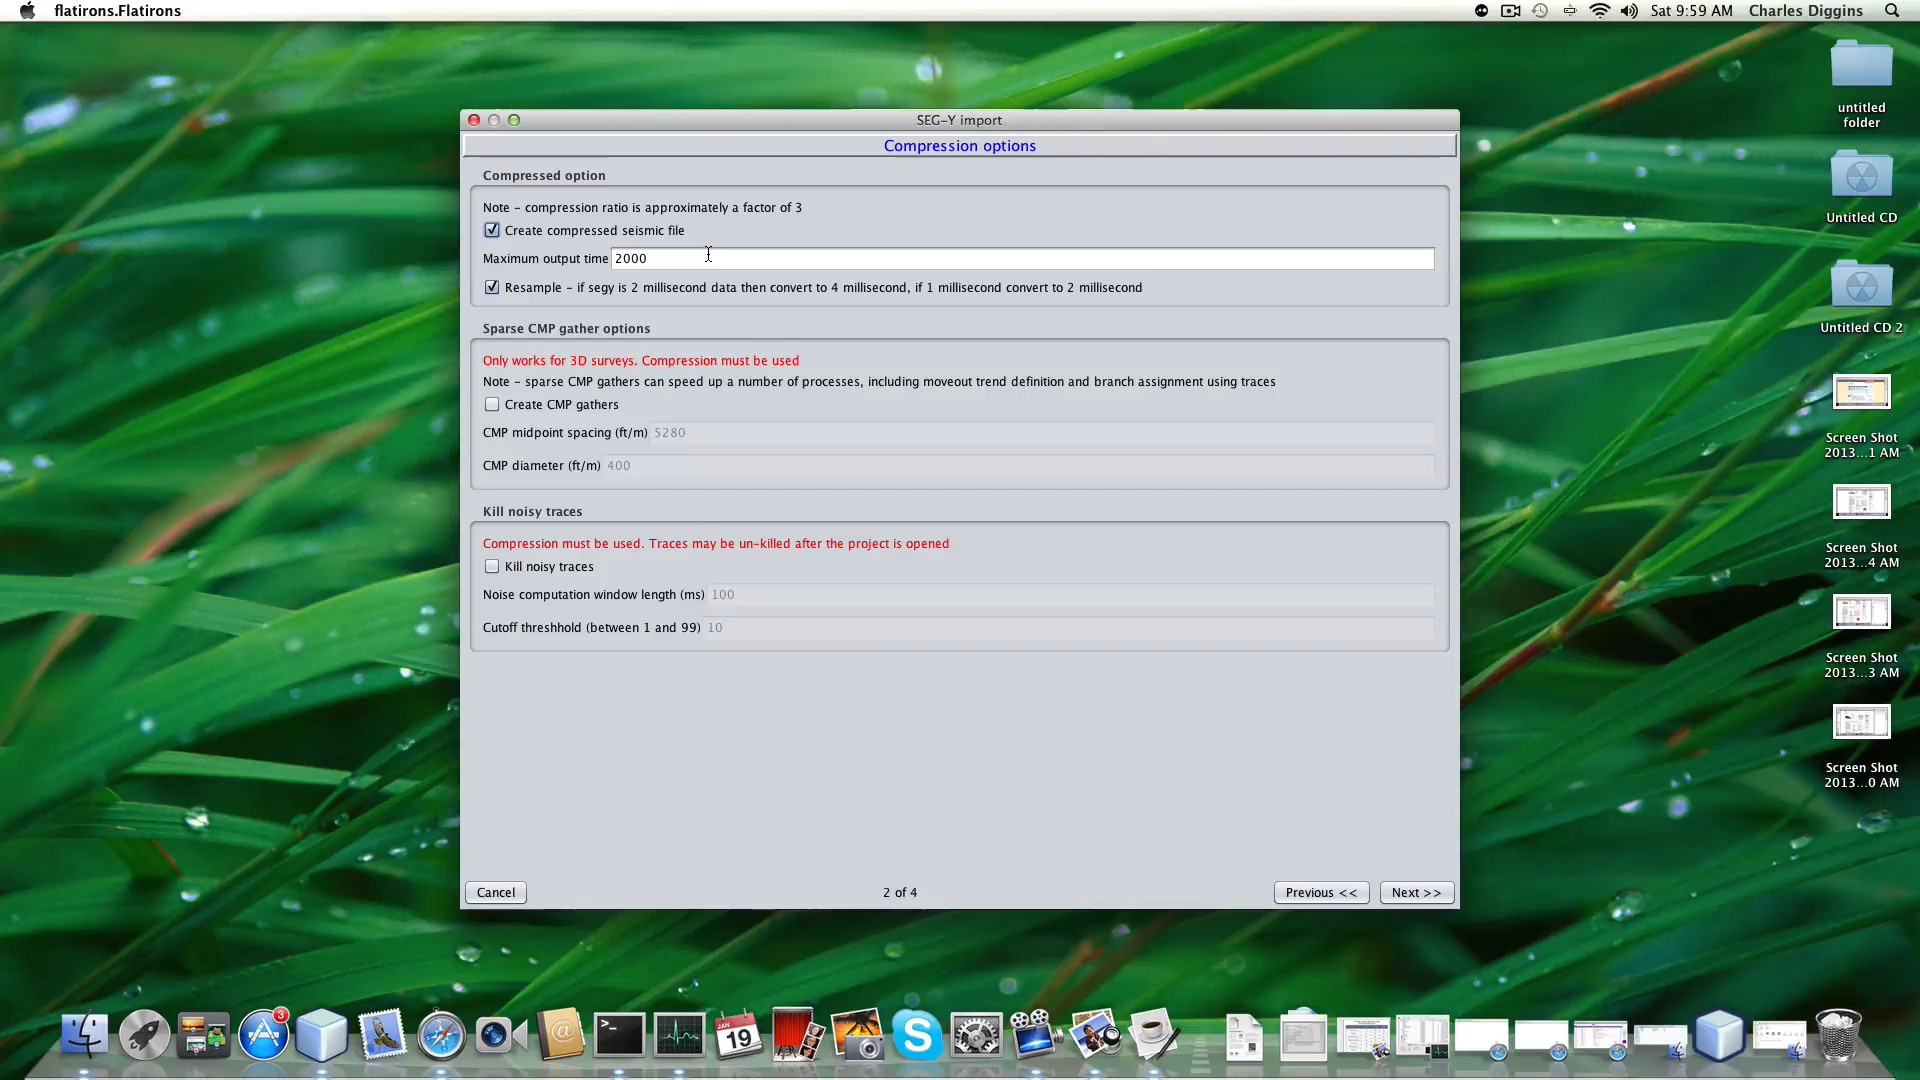 flatirons.Flatirons
Sat 9:59 AM Charles Diggins
SEG-Y import
Compression options
Compressed option
Note - compression ratio is approximately a factor of 3
Create compressed seismic file
Maximum output time 2000
Resample - if segy is 2 millisecond data then convert to 4 millisecond, if 1 millisecond convert to 2 millisecond
Sparse CMP gather options
Only works for 3D surveys. Compression must be used
Note - sparse CMP gathers can speed up a number of processes, including moveout trend definition and branch assignment using traces
Create CMP gathers
CMP midpoint spacing (ft/m) 5280
CMP diameter (ft/m) 400
Kill noisy traces
Compression must be used. Traces may be un-killed after the project is opened
Kill noisy traces
Noise computation window length (ms) 100
Cutoff threshhold (between 1 and 99) 10
Cancel
2 of 4
Previous <<
Next >>
untitled
folder
Untitled CD
Untitled CD 2
Screen Shot
2013...1 AM
Screen Shot
2013...4 AM
Screen Shot
2013...3 AM
Screen Shot
2013...0 AM
3
JAN
19